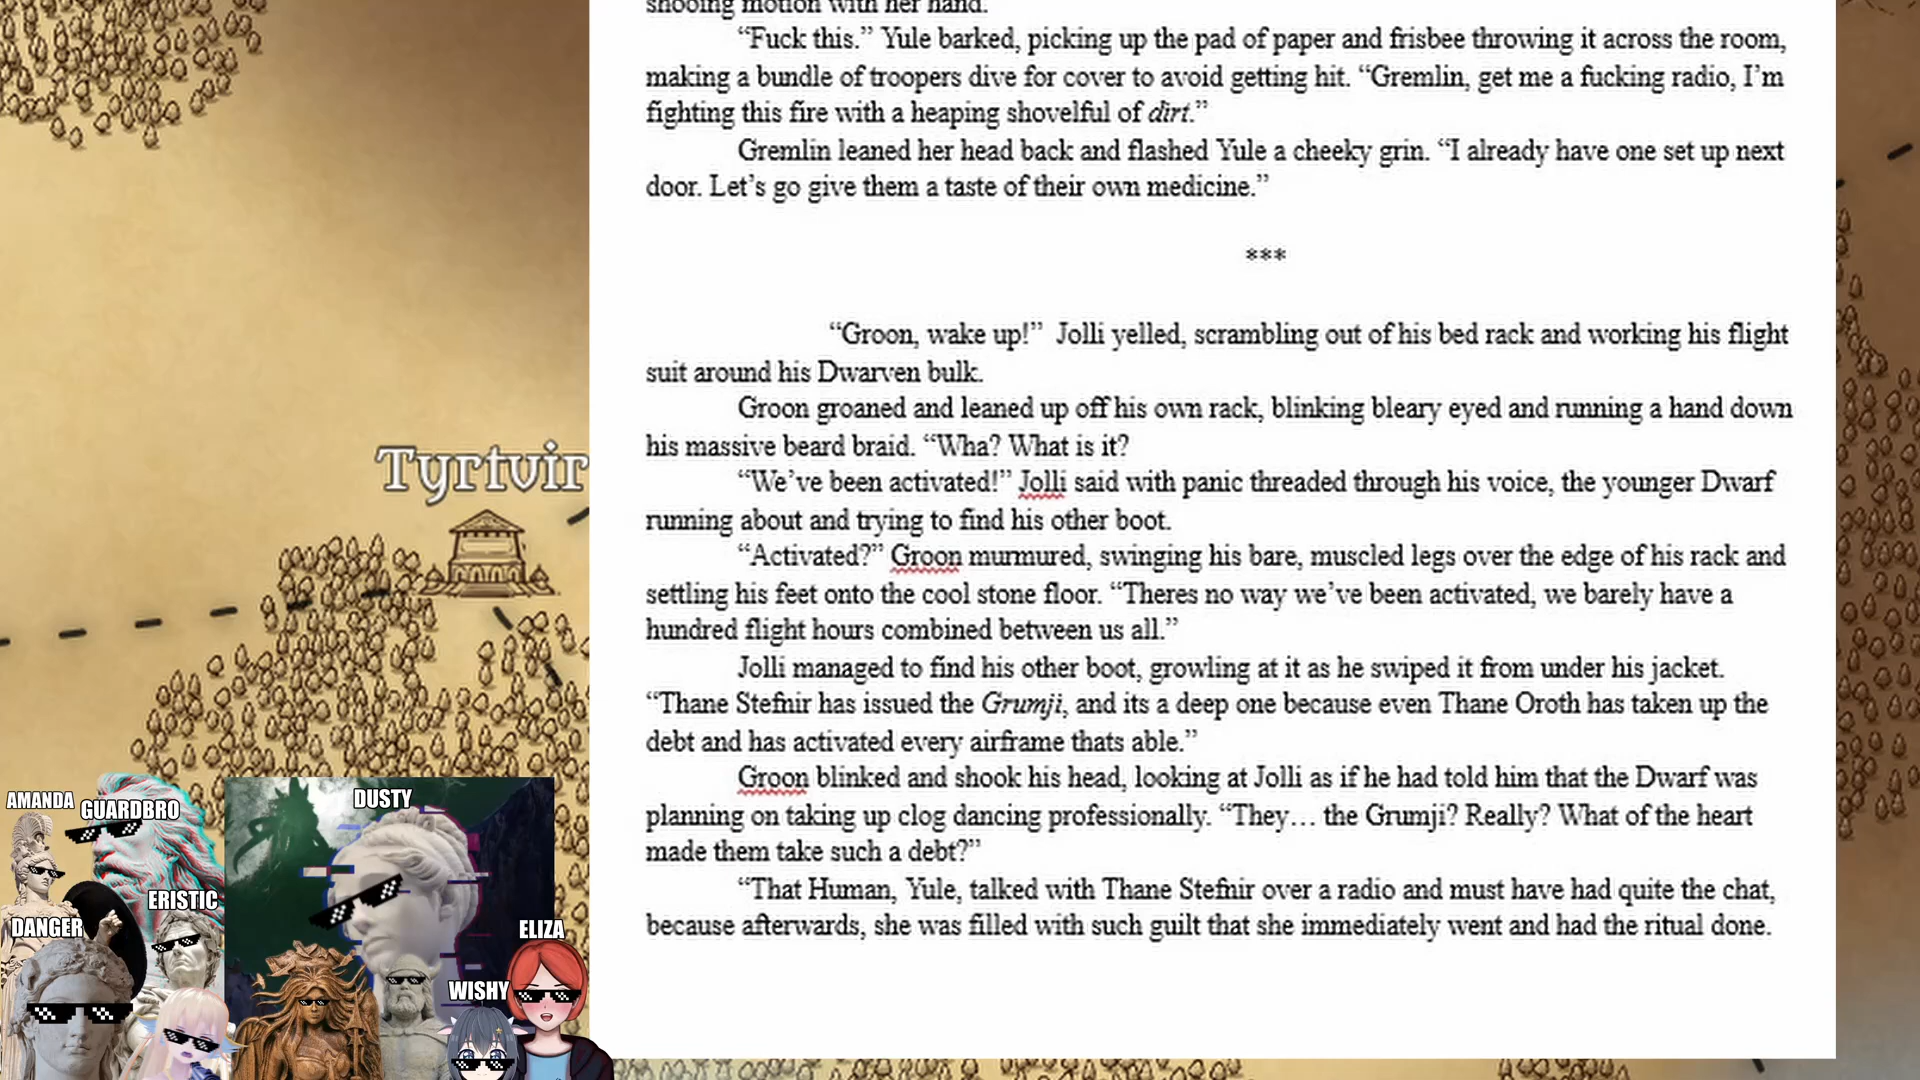 shooing motion with her hand.
“Fuck this.” Yule barked, picking up the pad of paper and frisbee throwing it across the room,
making a bundle of troopers dive for cover to avoid getting hit. “Gremlin, get me a fucking radio, I’m
fighting this fire with a heaping shovelful of dirt.”
Gremlin leaned her head back and flashed Yule a cheeky grin. “I already have one set up next
door. Let’s go give them a taste of their own medicine.”
***
“Groon, wake up!”  Jolli yelled, scrambling out of his bed rack and working his flight
suit around his Dwarven bulk.
Groon groaned and leaned up off his own rack, blinking bleary eyed and running a hand down
his massive beard braid. “Wha? What is it?
“We’ve been activated!” Jolli said with panic threaded through his voice, the younger Dwarf
running about and trying to find his other boot.
“Activated?” Groon murmured, swinging his bare, muscled legs over the edge of his rack and
settling his feet onto the cool stone floor. “Theres no way we’ve been activated, we barely have a
hundred flight hours combined between us all.”
Jolli managed to find his other boot, growling at it as he swiped it from under his jacket.
“Thane Stefnir has issued the Grumji, and its a deep one because even Thane Oroth has taken up the
debt and has activated every airframe thats able.”
Groon blinked and shook his head, looking at Jolli as if he had told him that the Dwarf was
planning on taking up clog dancing professionally. “They… the Grumji? Really? What of the heart
made them take such a debt?”
“That Human, Yule, talked with Thane Stefnir over a radio and must have had quite the chat,
because afterwards, she was filled with such guilt that she immediately went and had the ritual done.
Tyrtvir
AMANDA
GUARDBRO
DUSTY
ERISTIC
DANGER
ELIZA
WISHY